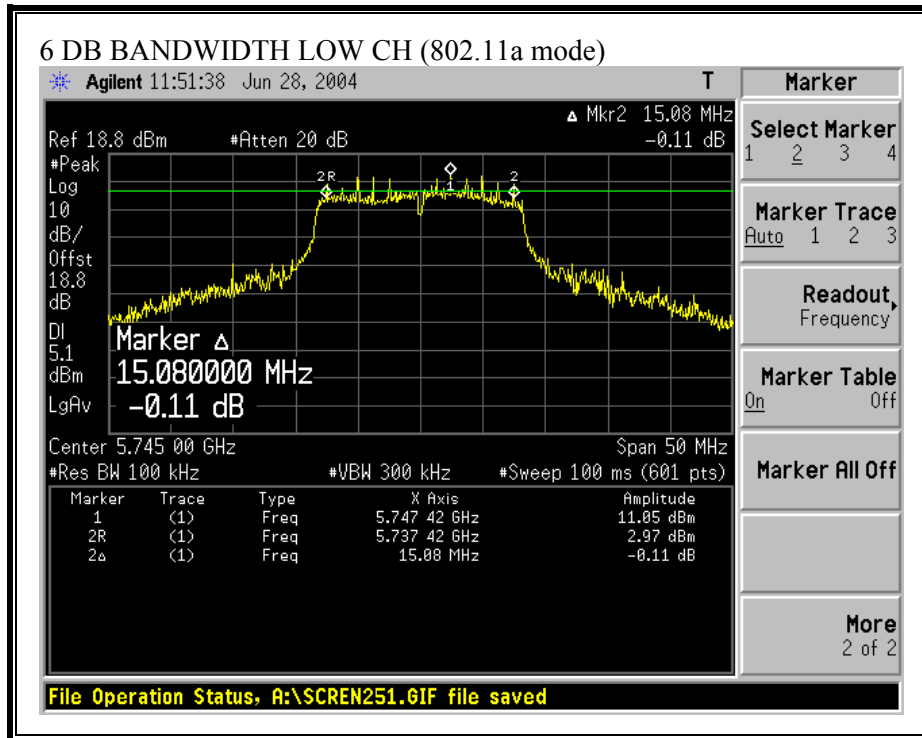 6 DB BANDWIDTH LOW CH (802.11a mode)
Agilent 11:51:38 Jun 28, 2004 T
Δ Mkr2 15.08 MHz
Ref 18.8 dBm #Atten 20 dB -0.11 dB
#Peak
Log
10
dB/
Offst
18.8
dB
DI
5.1
dBm
LgAv
2R
1
2
Marker Δ
15.080000 MHz
-0.11 dB
Center 5.745 00 GHz Span 50 MHz
#Res BW 100 kHz #VBW 300 kHz #Sweep 100 ms (601 pts)
Marker Trace Type X Axis Amplitude
1 (1) Freq 5.747 42 GHz 11.05 dBm
2R (1) Freq 5.737 42 GHz 2.97 dBm
2Δ (1) Freq 15.08 MHz -0.11 dB
File Operation Status, A:\SCREN251.GIF file saved
Marker
Select Marker
1 2 3 4
Marker Trace
Auto 1 2 3
Readout
Frequency
Marker Table
On Off
Marker All Off
More
2 of 2